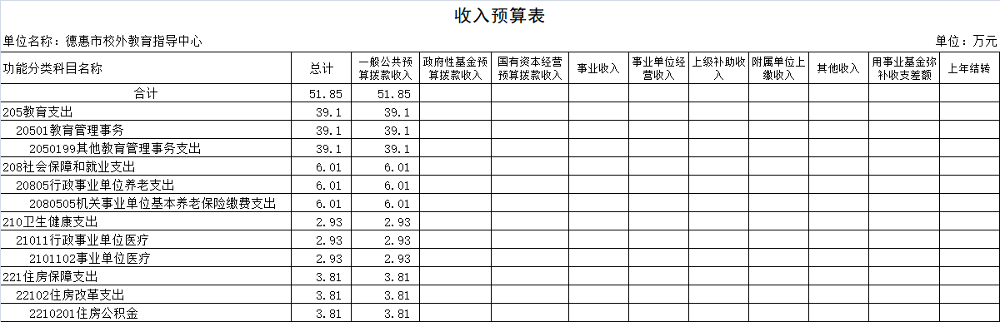 收入预算表
单位名称：德惠市校外教育指导中心 单位：万元
功能分类科目名称 总计 一般公共预算拨款收入 政府性基金预算拨款收入 国有资本经营预算拨款收入 事业收入 事业单位经营收入 上级补助收入 附属单位上缴收入 其他收入 用事业基金弥补收支差额 上年结转
合计 51.85 51.85
205教育支出 39.1 39.1
20501教育管理事务 39.1 39.1
2050199其他教育管理事务支出 39.1 39.1
208社会保障和就业支出 6.01 6.01
20805行政事业单位养老支出 6.01 6.01
2080505机关事业单位基本养老保险缴费支出 6.01 6.01
210卫生健康支出 2.93 2.93
21011行政事业单位医疗 2.93 2.93
2101102事业单位医疗 2.93 2.93
221住房保障支出 3.81 3.81
22102住房改革支出 3.81 3.81
2210201住房公积金 3.81 3.81